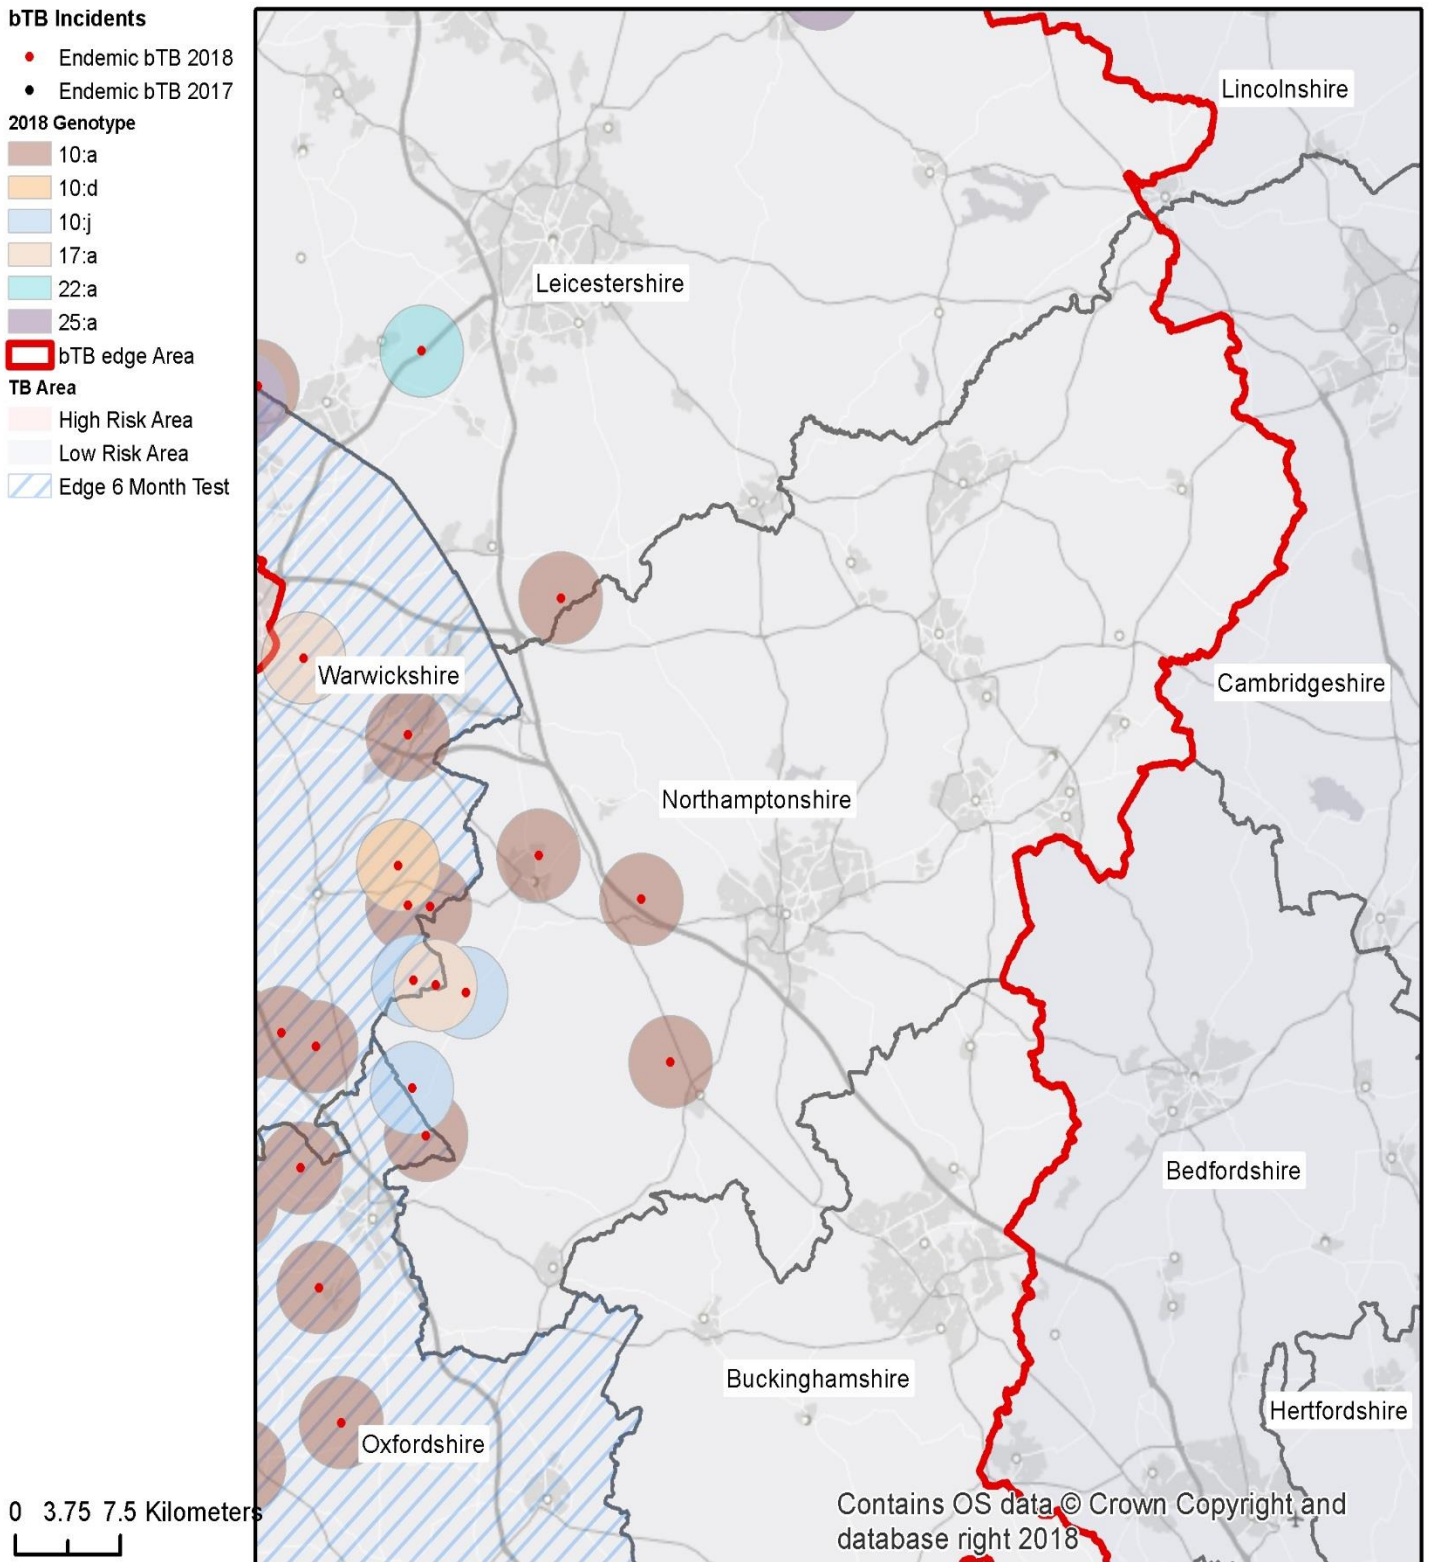 bTB Incidents
Endemic bTB 2018
Endemic bTB 2017
2018 Genotype
10:a
10:d
10:j
17:a
22:a
25:a
bTB edge Area
TB Area
High Risk Area
Low Risk Area
Edge 6 Month Test
Lincolnshire
Leicestershire
Warwickshire
Cambridgeshire
Northamptonshire
Bedfordshire
Buckinghamshire
Hertfordshire
Oxfordshire
0 3.75 7.5 Kilometers
Contains OS data © Crown Copyright and
database right 2018